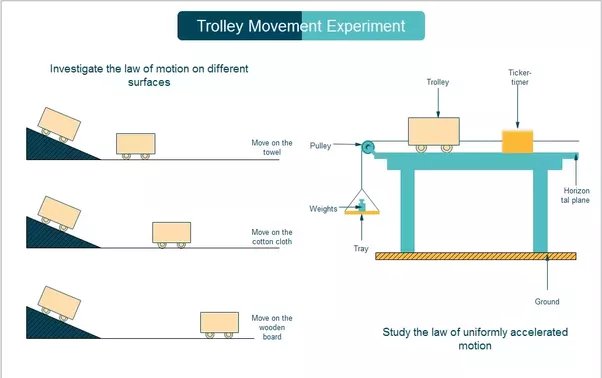 Trolley Movement Experiment
Investigate the law of motion on different
surfaces
Move on the
towel
Move on the
cotton cloth
Move on the
wooden
board
Trolley
Ticker-
timer
Pulley
Weights
Tray
Horizon
tal plane
Ground
Study the law of uniformly accelerated
motion